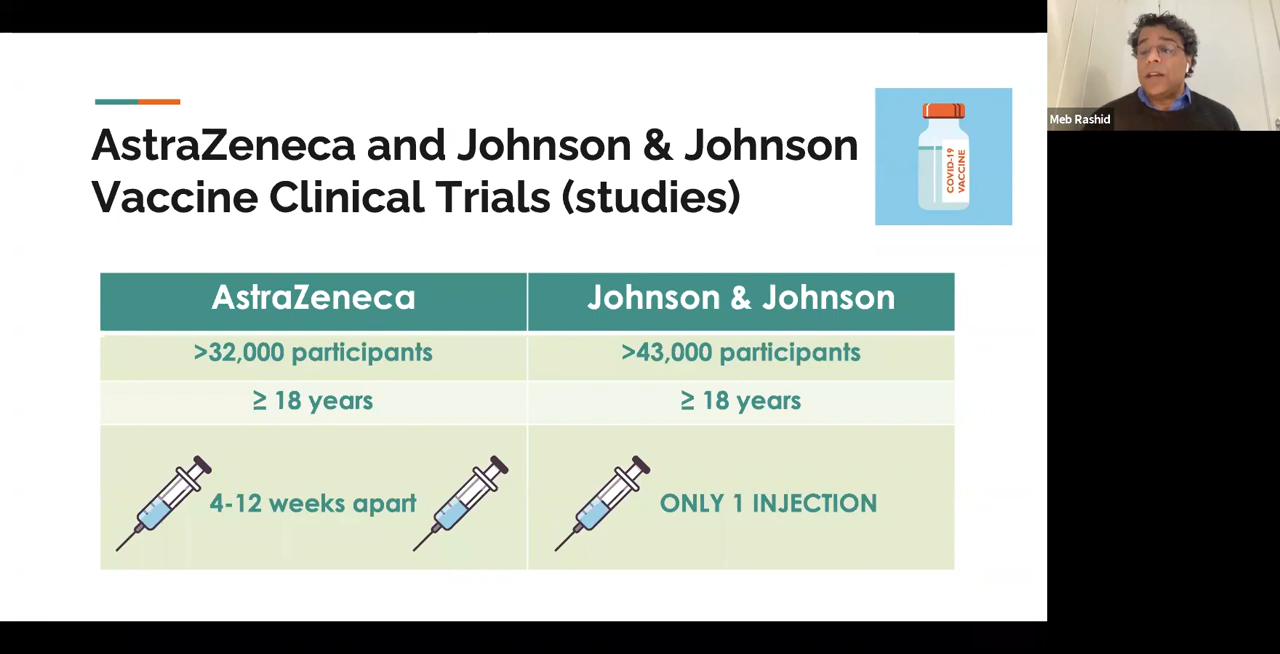 AstraZeneca and Johnson & Johnson
Vaccine Clinical Trials (studies)
COVID-19
VACCINE
Meb Rashid
AstraZeneca
Johnson & Johnson
>32,000 participants
>43,000 participants
≥ 18 years
≥ 18 years
4-12 weeks apart
ONLY 1 INJECTION